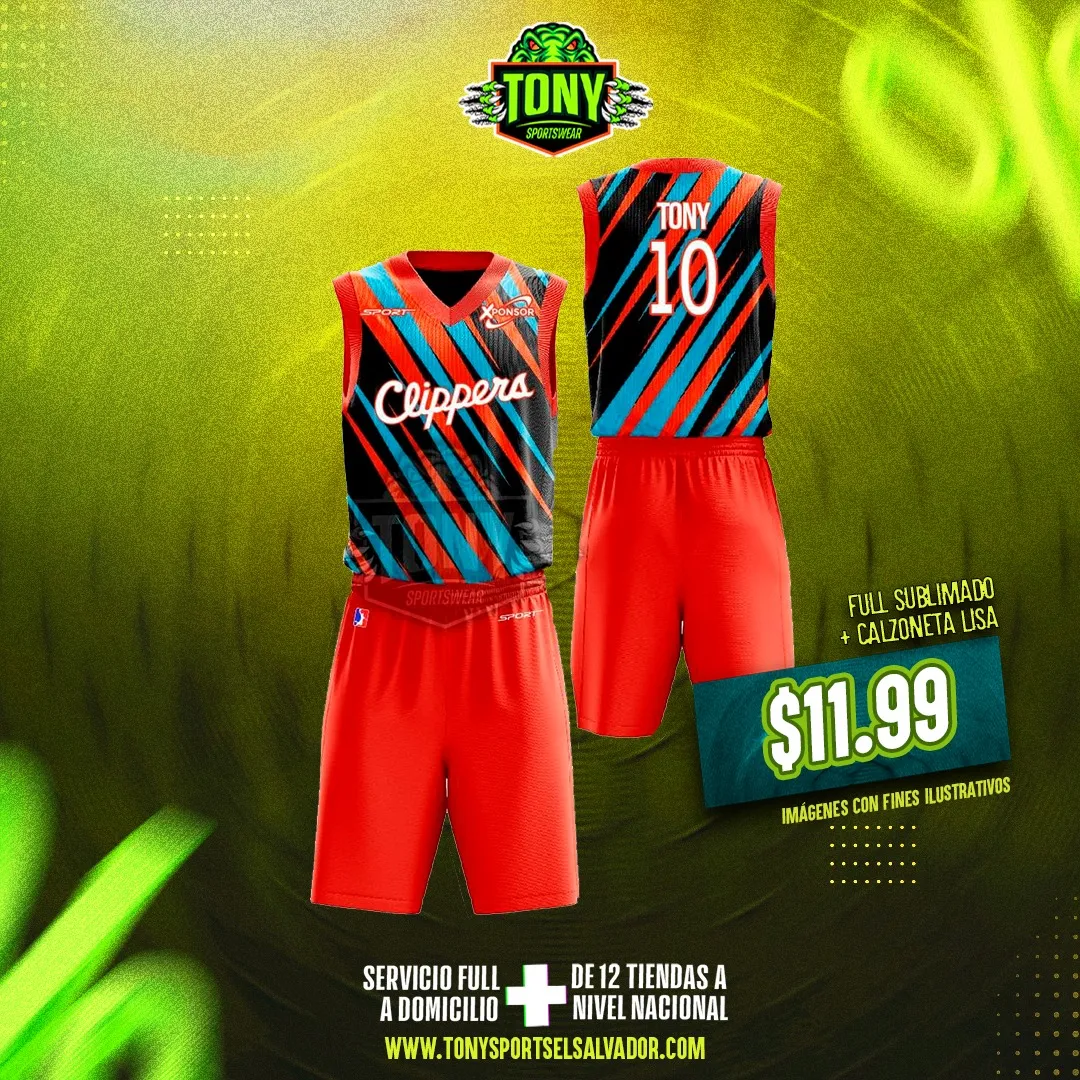 TONY
SPORTSWEAR
TONY
10
SPORT
XPONSOR
Clippers
TONY
SPORTSWEAR
SPORT
FULL SUBLIMADO
+ CALZONETA LISA
$11.99
IMÁGENES CON FINES ILUSTRATIVOS
SERVICIO FULL
A DOMICILIO
+
DE 12 TIENDAS A
NIVEL NACIONAL
WWW.TONYSPORTSELSALVADOR.COM